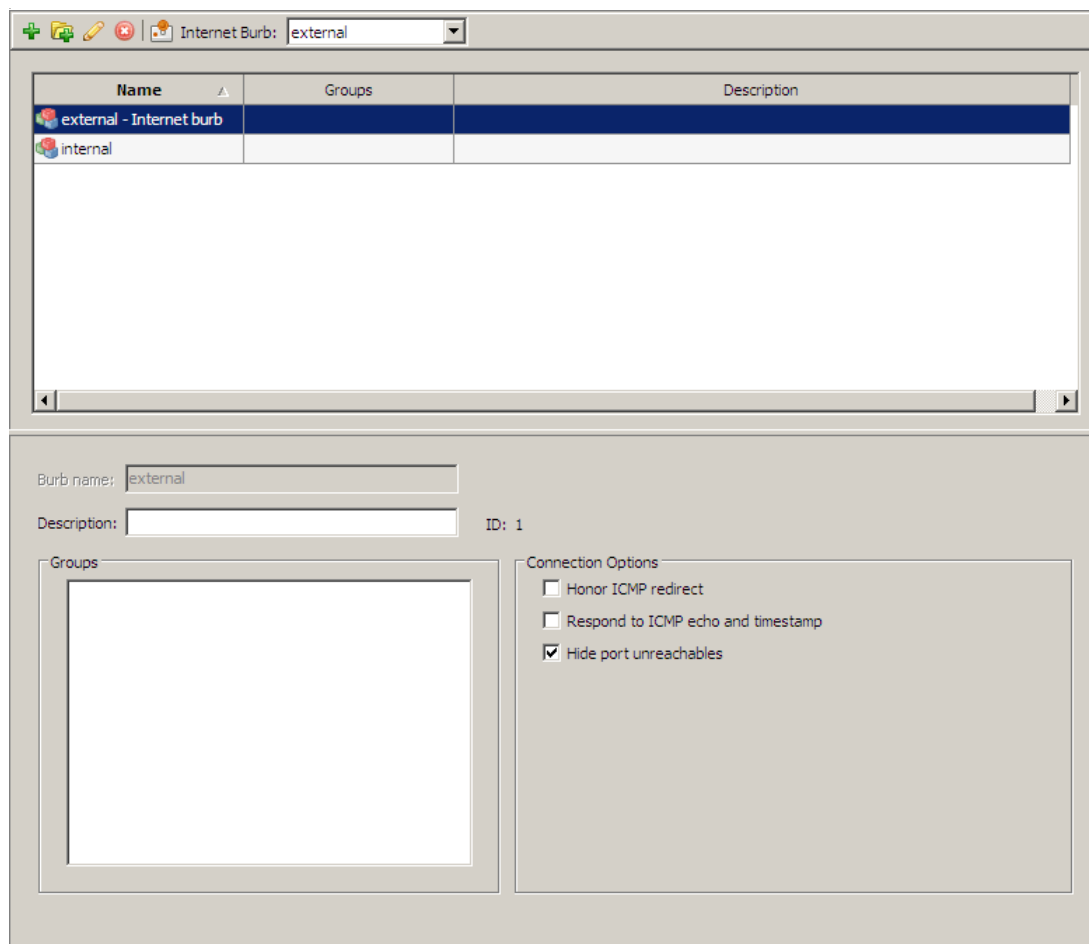 Internet Burb: external
Name Groups Description
external - Internet burb
internal
Burb name: external
Description: ID: 1
Groups
Connection Options
Honor ICMP redirect
Respond to ICMP echo and timestamp
Hide port unreachables